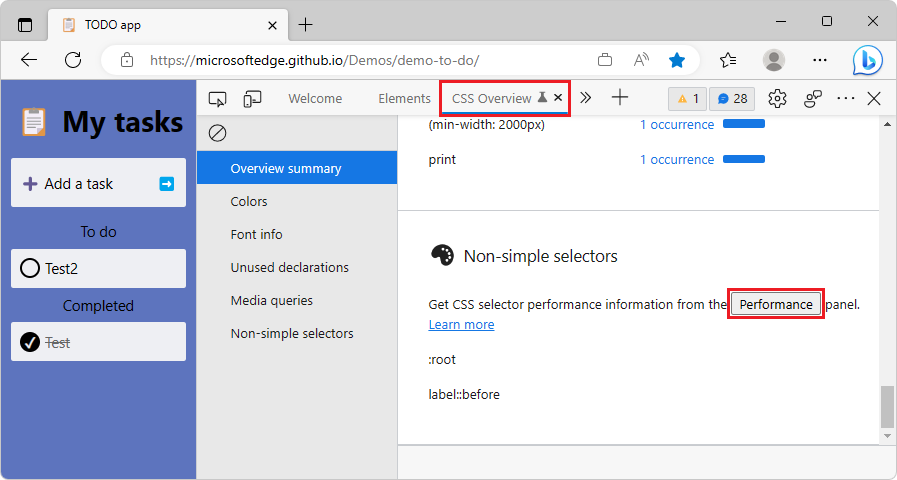 TODO app
https://microsoftedge.github.io/Demos/demo-to-do/
My tasks
Add a task
To do
Test2
Completed
Test
Welcome
Elements
CSS Overview
1
28
Overview summary
Colors
Font info
Unused declarations
Media queries
Non-simple selectors
(min-width: 2000px) 1 occurrence
print 1 occurrence
Non-simple selectors
Get CSS selector performance information from the Performance panel.
Learn more
:root
label::before